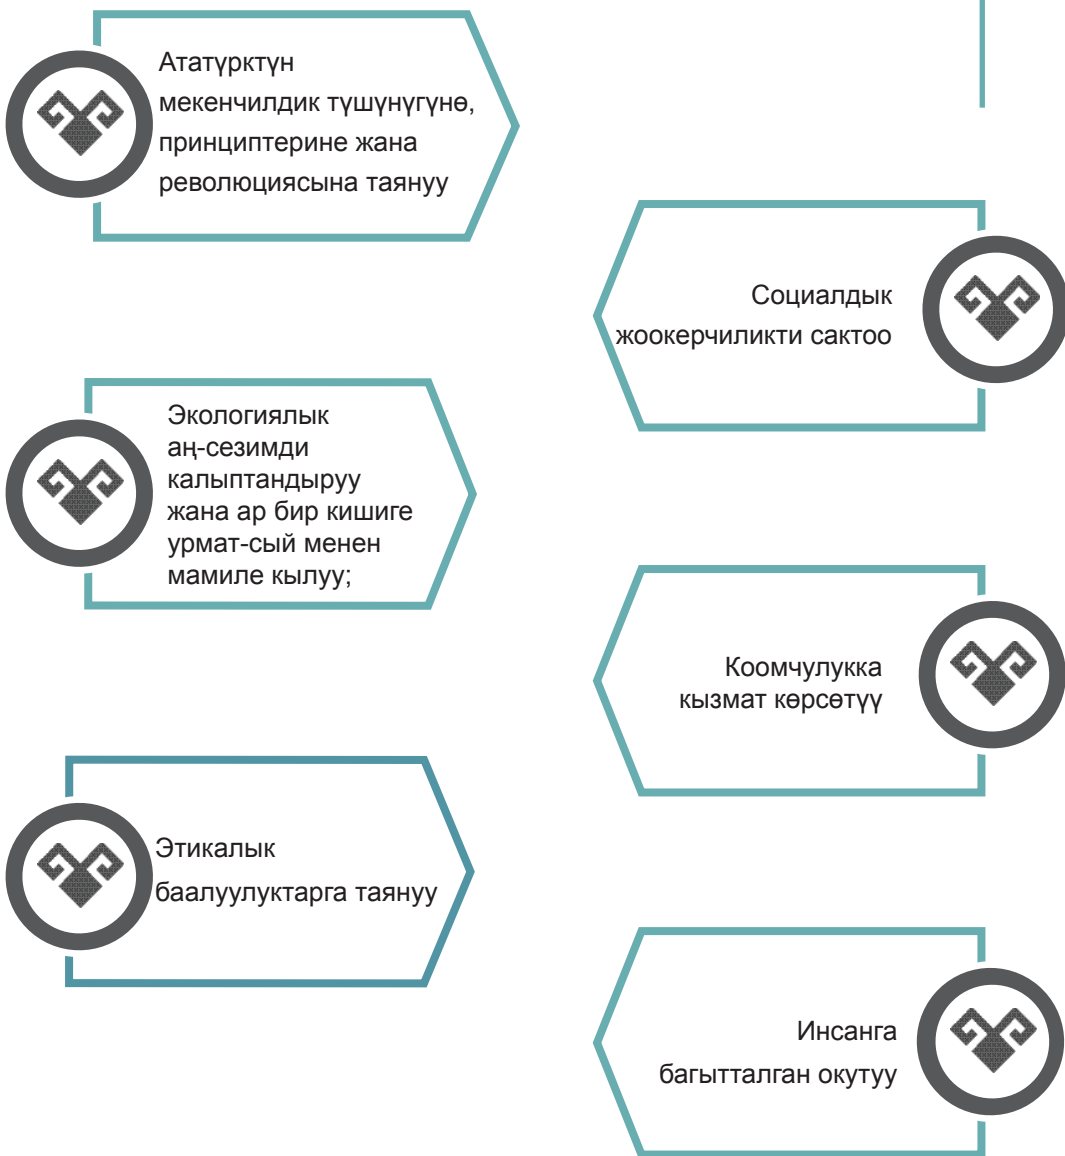 Ататүрктүн
мекенчилдик түшүнүгүнө,
принциптерине жана
революциясына таянуу
Социалдык
жоокерчиликти сактоо
Экологиялык
аң-сезимди
калыптандыруу
жана ар бир кишиге
урмат-сый менен
мамиле кылуу;
Коомчулукка
кызмат көрсөтүү
Этикалык
баалуулуктарга таянуу
Инсанга
багытталган окутуу